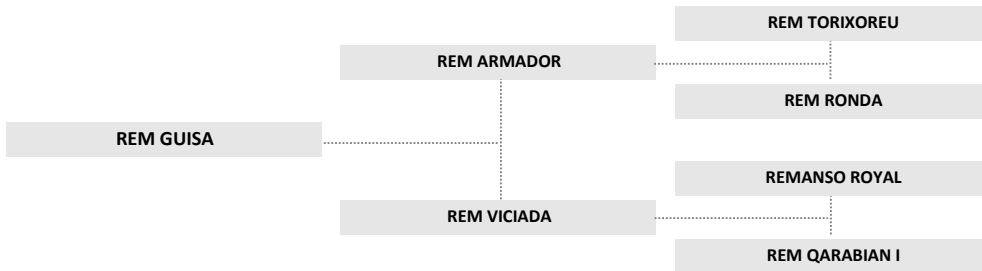 REM TORIXOREU
REM ARMADOR
REM RONDA
REM GUISA
REMANSO ROYAL
REM VICIADA
REM QARABIAN I